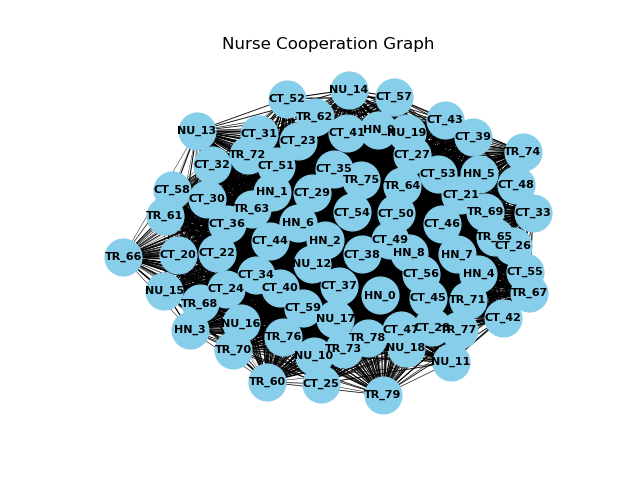 Nurse Cooperation Graph
NU_14
CT_57
CT_52
TR_62
CT_43
NU_13
CT_31
CT_23
CT_41
NU_19
CT_39
TR_72
CT_27
TR_74
CT_32
CT_51
CT_35
TR_75
CT_53
HN_5
CT_58
CT_30
HN_1
CT_29
TR_64
CT_21
CT_48
TR_61
TR_63
CT_54
CT_50
TR_69
CT_33
CT_36
HN_6
CT_46
TR_65
CT_26
CT_44
HN_2
CT_49
TR_66
CT_20
CT_22
CT_38
HN_8
HN_7
NU_12
CT_34
CT_56
HN_4
CT_55
NU_15
CT_24
CT_40
CT_37
HN_0
CT_45
TR_71
TR_67
TR_68
CT_59
HN_3
NU_16
NU_17
CT_47
CT_28
TR_77
CT_42
TR_70
TR_76
TR_73
TR_78
NU_18
NU_10
NU_11
TR_60
CT_25
TR_79